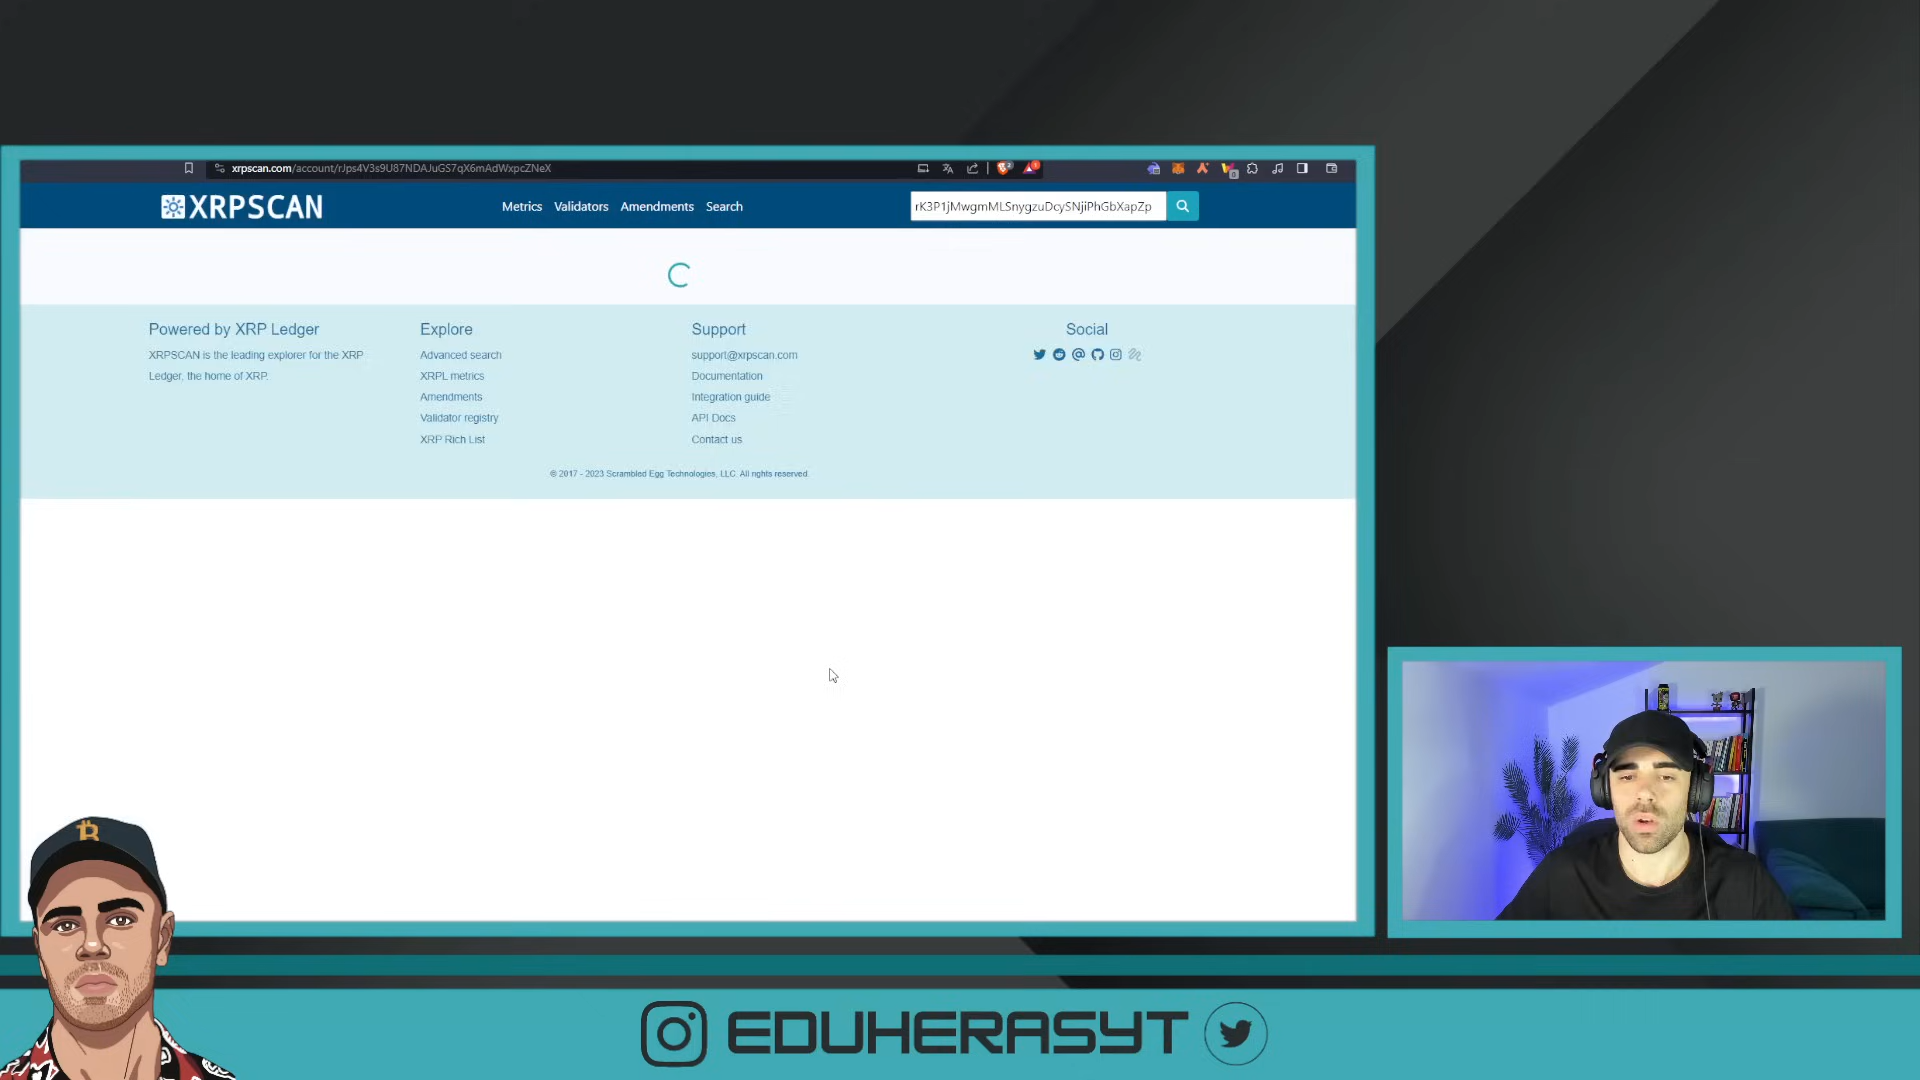 xrpscan.com/account/rJps4V3s9U87NDAJuGS7qX6mAdWxpcZNeX
XRPSCAN
Metrics Validators Amendments Search
rK3P1jMwgmMLSnygzuDcySNjiPhGbXapZp
Powered by XRP Ledger
XRPSCAN is the leading explorer for the XRP
Ledger, the home of XRP.
Explore
Advanced search
XRPL metrics
Amendments
Validator registry
XRP Rich List
Support
support@xrpscan.com
Documentation
Integration guide
API Docs
Contact us
Social
© 2017 - 2023 Scrambled Egg Technologies, LLC. All rights reserved.
EDUHERASYT